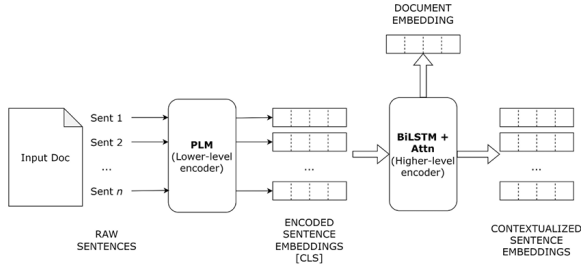 DOCUMENT
EMBEDDING
Input Doc
Sent 1
Sent 2
...
Sent n
RAW
SENTENCES
PLM
(Lower-level
encoder)
...
ENCODED
SENTENCE
EMBEDDINGS
[CLS]
BiLSTM +
Attn
(Higher-level
encoder)
...
CONTEXTUALIZED
SENTENCE
EMBEDDINGS